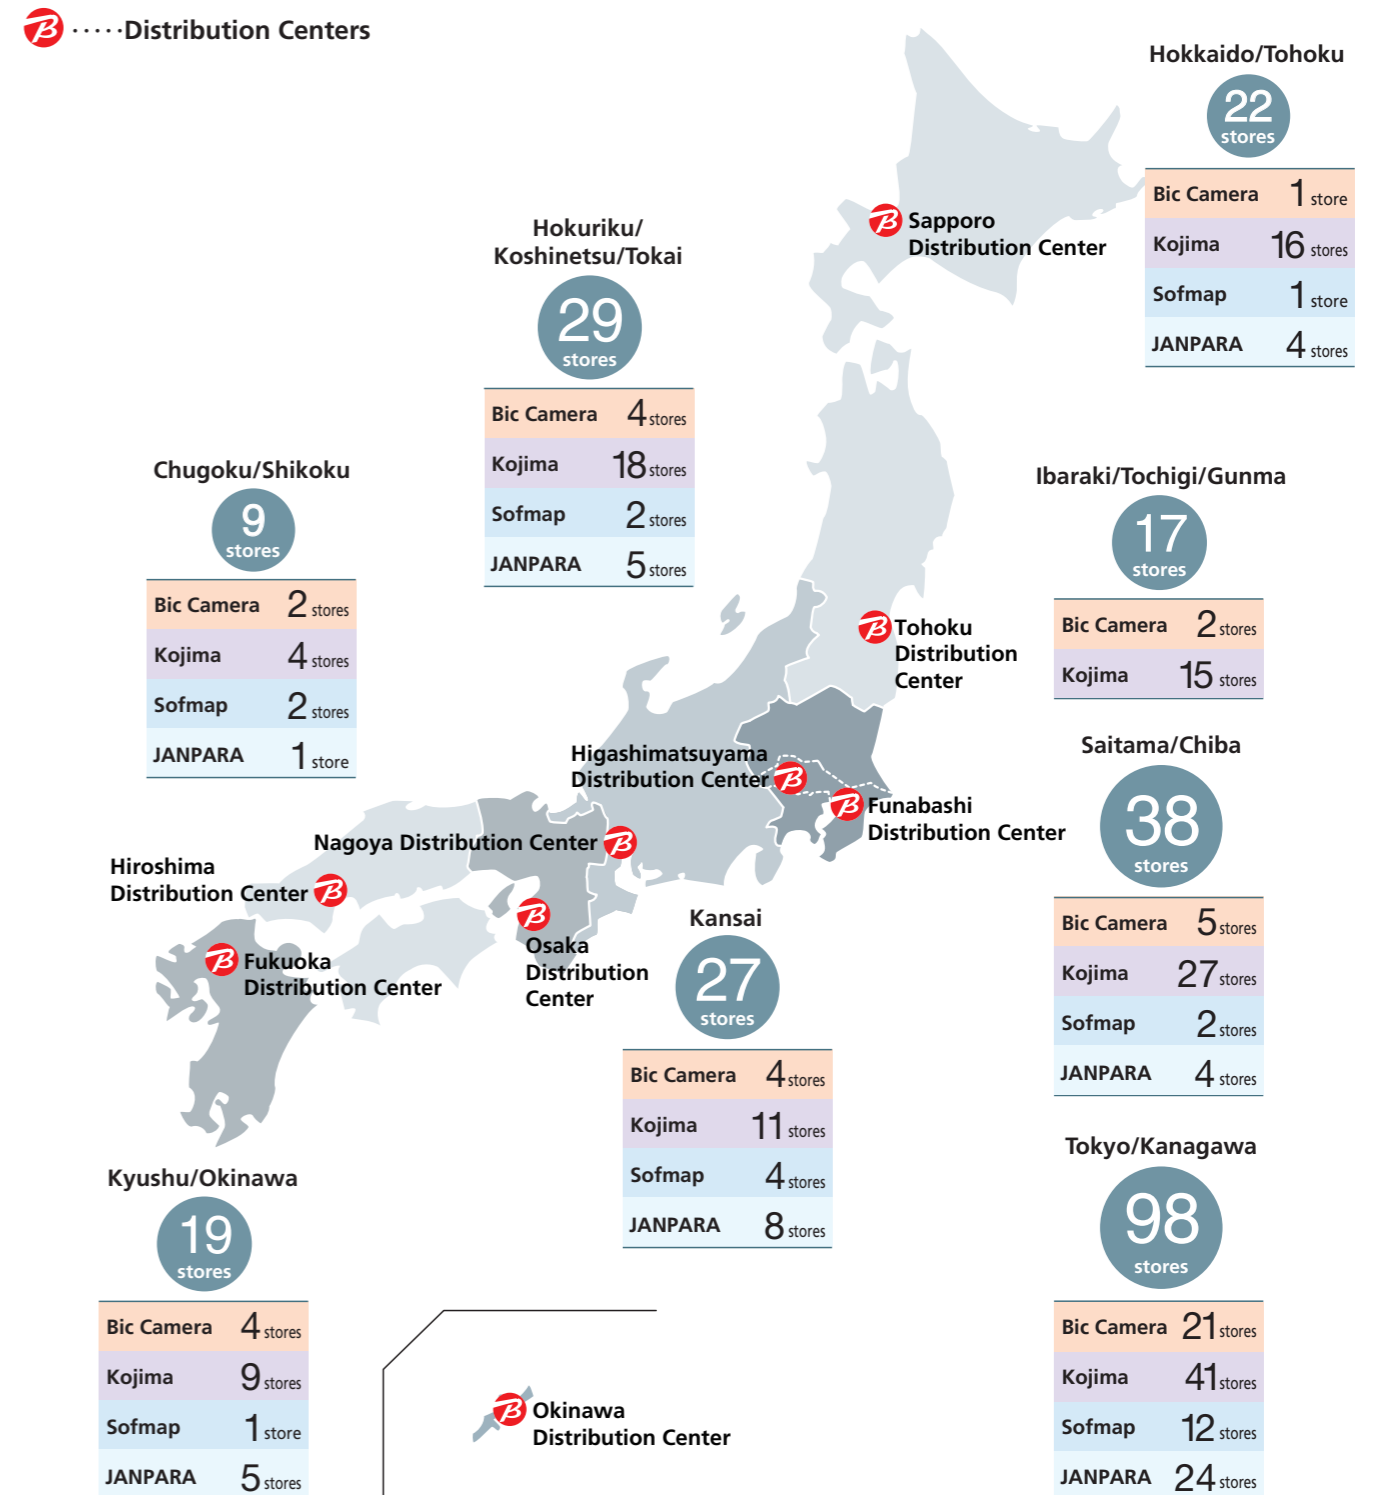 ·····Distribution Centers
Hokkaido/Tohoku
22
stores
Bic Camera 1 store
Kojima 16 stores
Sofmap 1 store
JANPARA 4 stores
Sapporo
Distribution Center
Hokuriku/
Koshinetsu/Tokai
29
stores
Bic Camera 4 stores
Kojima 18 stores
Sofmap 2 stores
JANPARA 5 stores
Chugoku/Shikoku
9
stores
Bic Camera 2 stores
Kojima 4 stores
Sofmap 2 stores
JANPARA 1 store
Ibaraki/Tochigi/Gunma
17
stores
Bic Camera 2 stores
Kojima 15 stores
Tohoku
Distribution
Center
Higashimatsuyama
Distribution Center
Funabashi
Distribution Center
Nagoya Distribution Center
Hiroshima
Distribution Center
Fukuoka
Distribution Center
Osaka
Distribution
Center
Saitama/Chiba
38
stores
Bic Camera 5 stores
Kojima 27 stores
Sofmap 2 stores
JANPARA 4 stores
Kansai
27
stores
Bic Camera 4 stores
Kojima 11 stores
Sofmap 4 stores
JANPARA 8 stores
Tokyo/Kanagawa
98
stores
Bic Camera 21 stores
Kojima 41 stores
Sofmap 12 stores
JANPARA 24 stores
Kyushu/Okinawa
19
stores
Bic Camera 4 stores
Kojima 9 stores
Sofmap 1 store
JANPARA 5 stores
Okinawa
Distribution Center